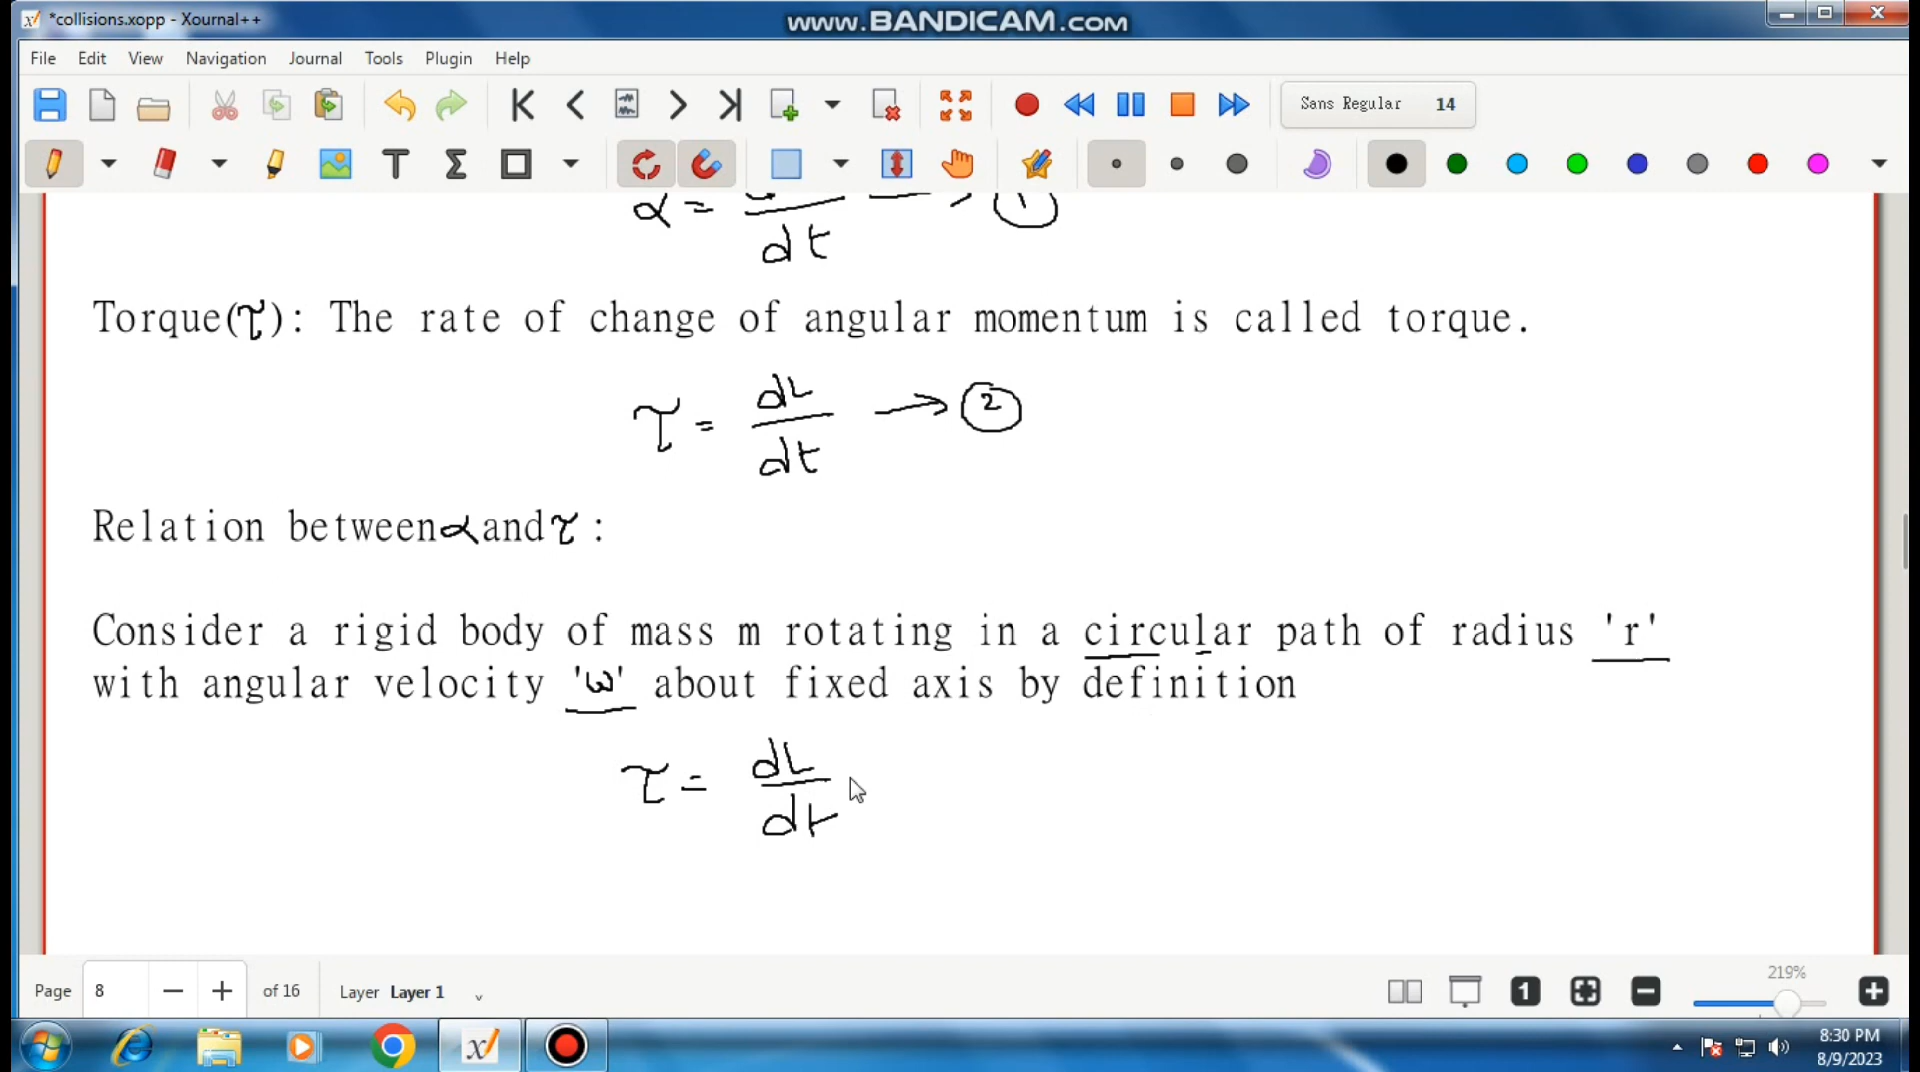 *collisions.xopp - Xournal++
www.BANDICAM.com
File Edit View Navigation Journal Tools Plugin Help
Sans Regular 14
α = —/dt → ①
Torque(τ): The rate of change of angular momentum is called torque.
τ = dL/dt → ②
Relation between α and τ :
Consider a rigid body of mass m rotating in a circular path of radius 'r'
with angular velocity 'ω' about fixed axis by definition
τ = dL/dt
219%
Page 8 of 16 Layer Layer 1
8:30 PM
8/9/2023